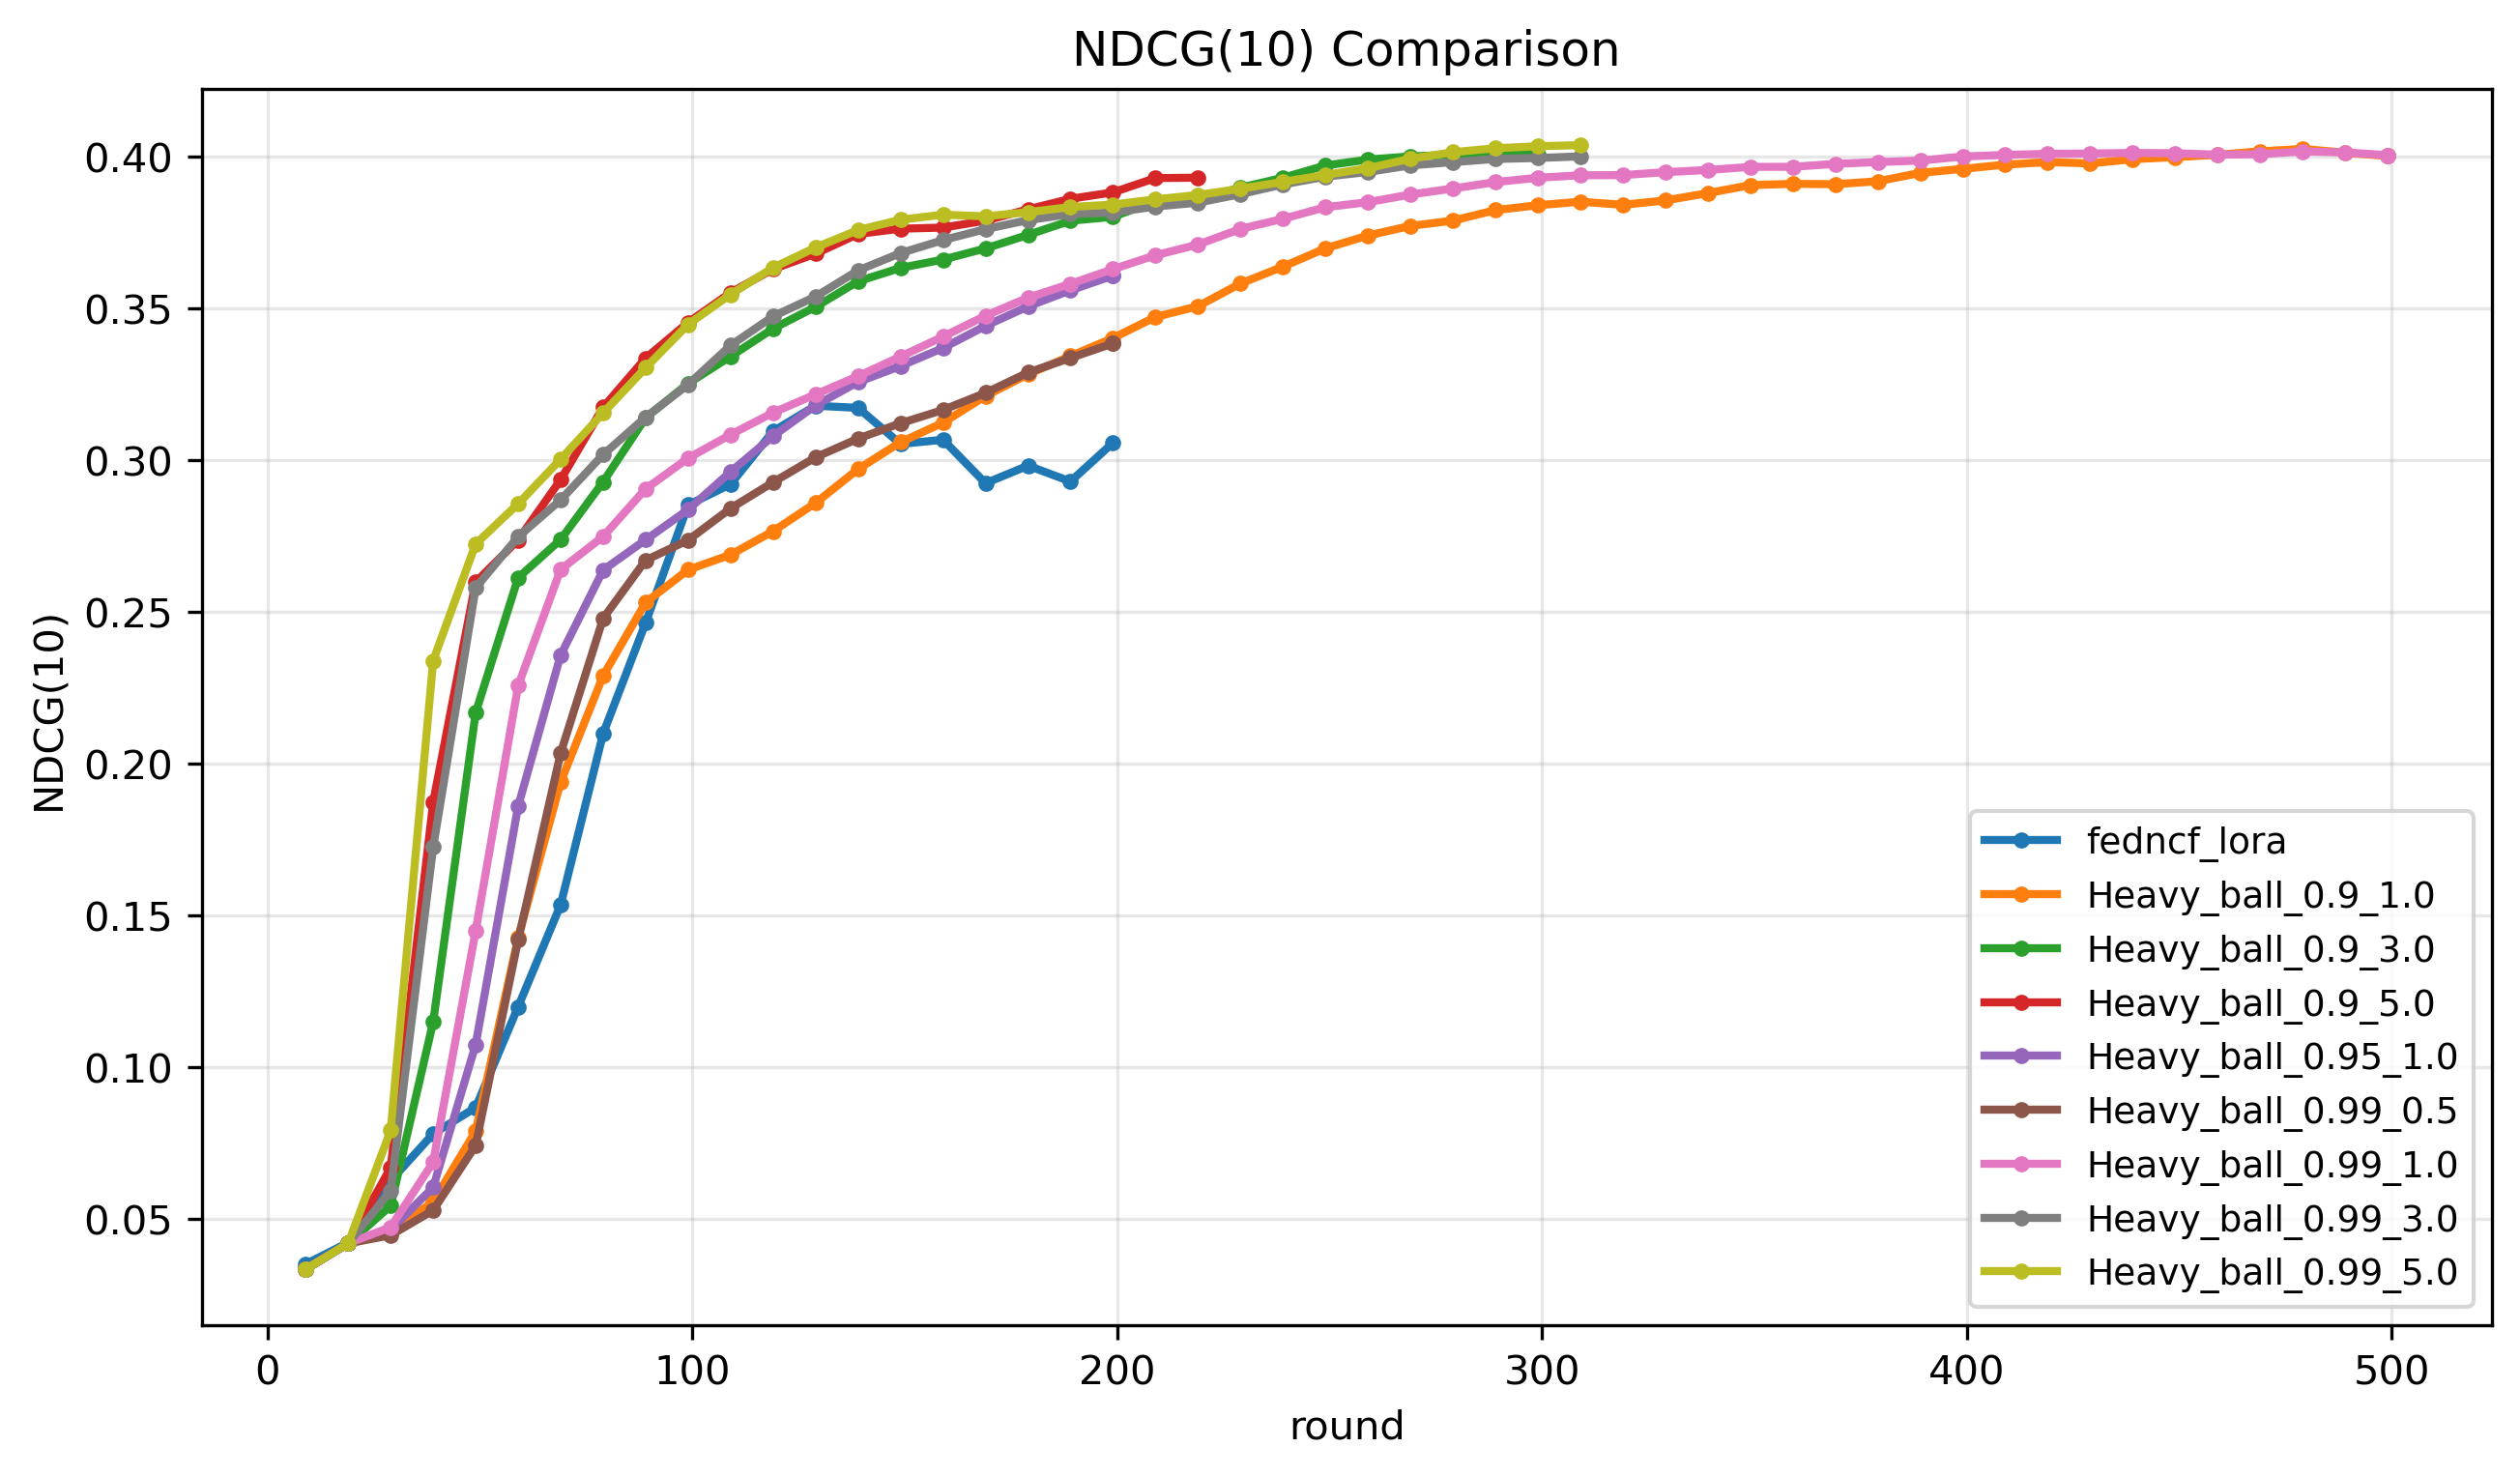 NDCG(10) Comparison
NDCG(10)
0.40
0.35
0.30
0.25
0.20
0.15
0.10
0.05
0
100
200
300
400
500
round
fedncf_lora
Heavy_ball_0.9_1.0
Heavy_ball_0.9_3.0
Heavy_ball_0.9_5.0
Heavy_ball_0.95_1.0
Heavy_ball_0.99_0.5
Heavy_ball_0.99_1.0
Heavy_ball_0.99_3.0
Heavy_ball_0.99_5.0